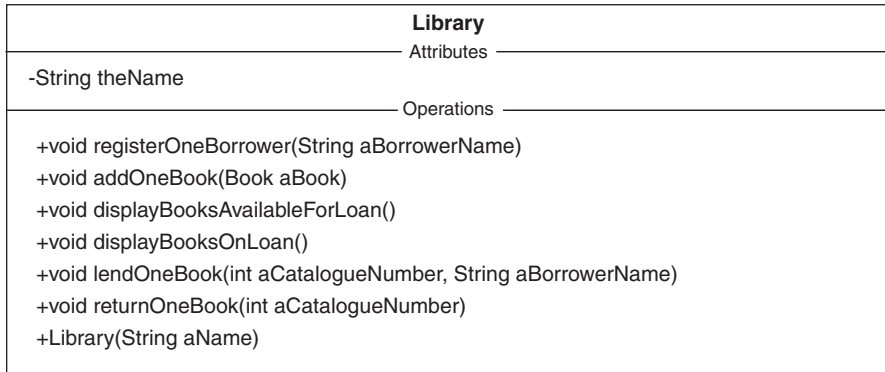 Library
Attributes
-String theName
Operations
+void registerOneBorrower(String aBorrowerName)
+void addOneBook(Book aBook)
+void displayBooksAvailableForLoan()
+void displayBooksOnLoan()
+void lendOneBook(int aCatalogueNumber, String aBorrowerName)
+void returnOneBook(int aCatalogueNumber)
+Library(String aName)